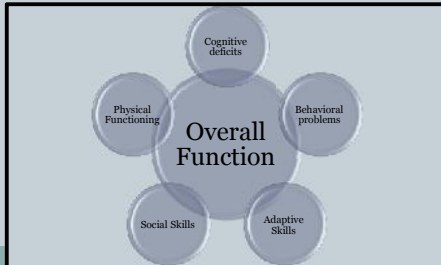 Cognitive
deficits
Physical
Functioning
Behavioral
problems
Overall
Function
Social Skills
Adaptive
Skills